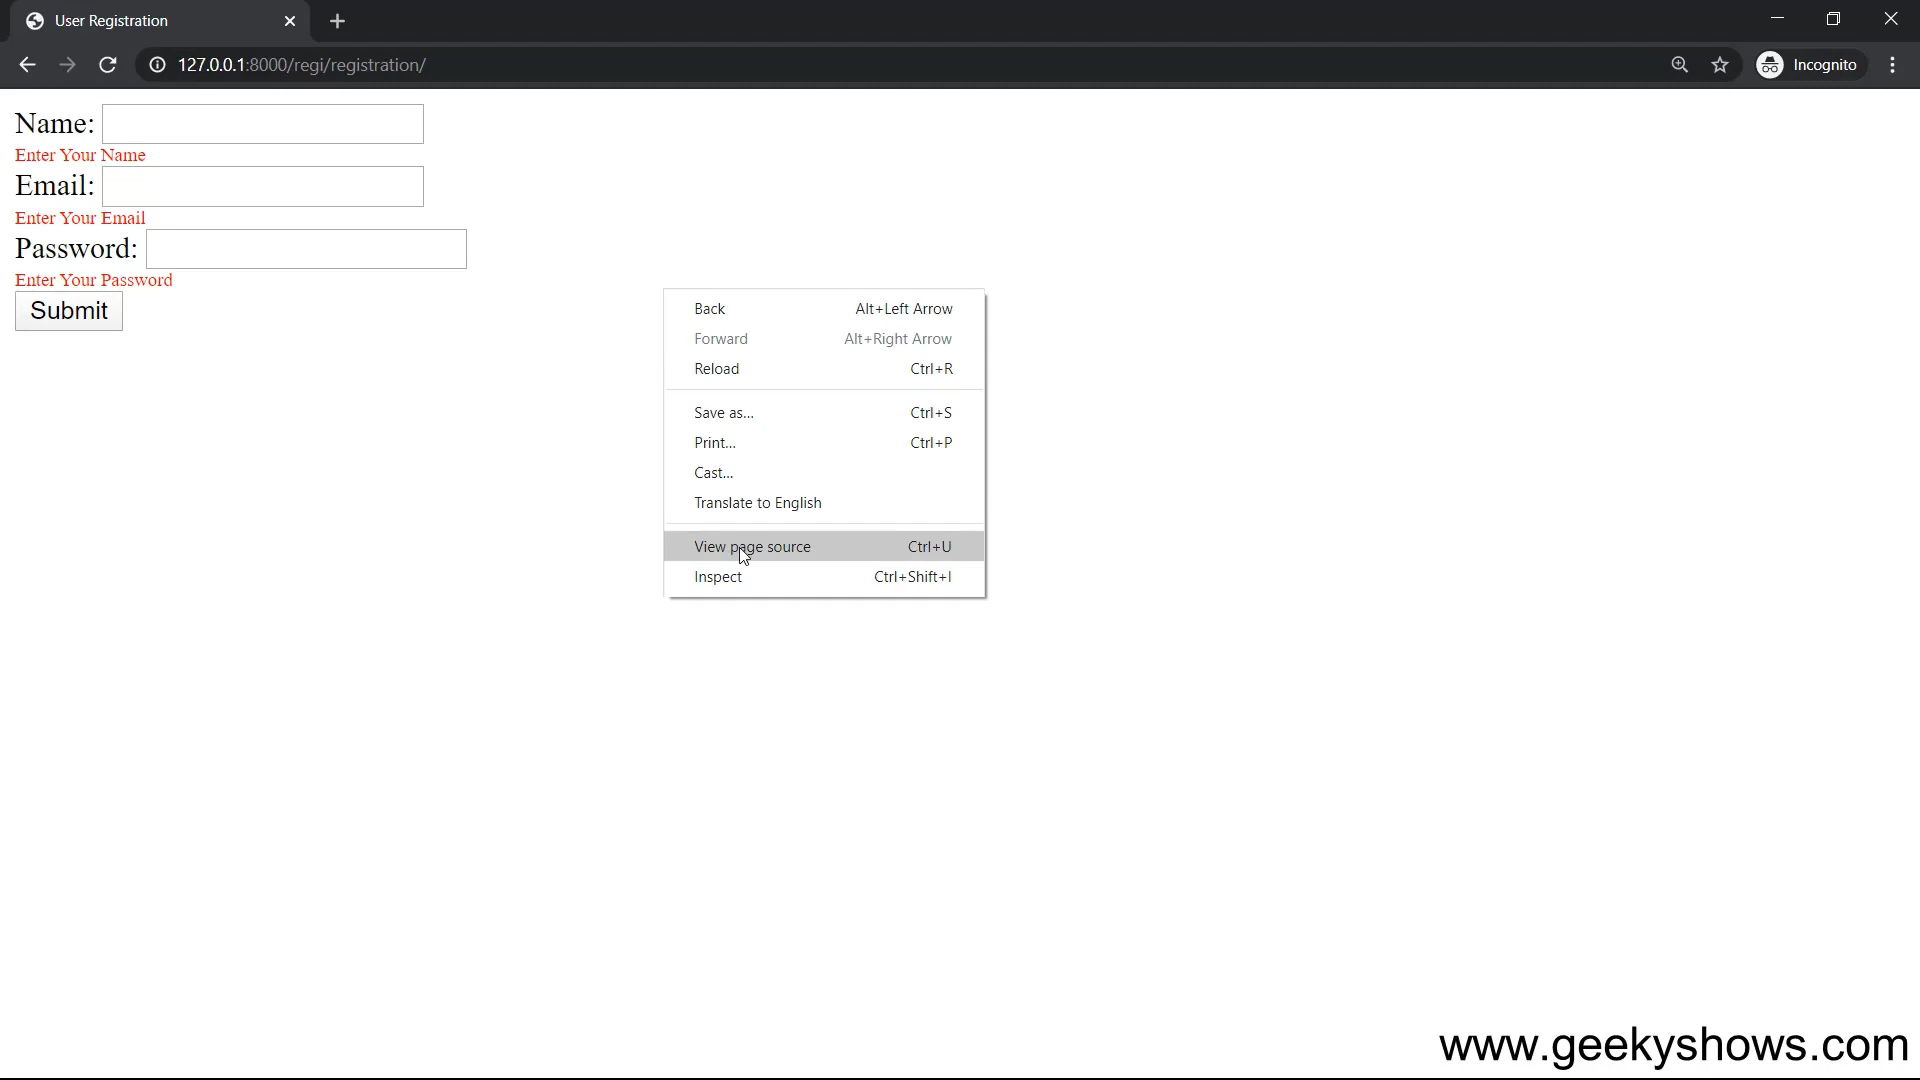 User Registration
127.0.0.1:8000/regi/registration/
Incognito
Name:
Enter Your Name
Email:
Enter Your Email
Password:
Enter Your Password
Submit
Back Alt+Left Arrow
Forward Alt+Right Arrow
Reload Ctrl+R
Save as... Ctrl+S
Print... Ctrl+P
Cast...
Translate to English
View page source Ctrl+U
Inspect Ctrl+Shift+I
www.geekyshows.com